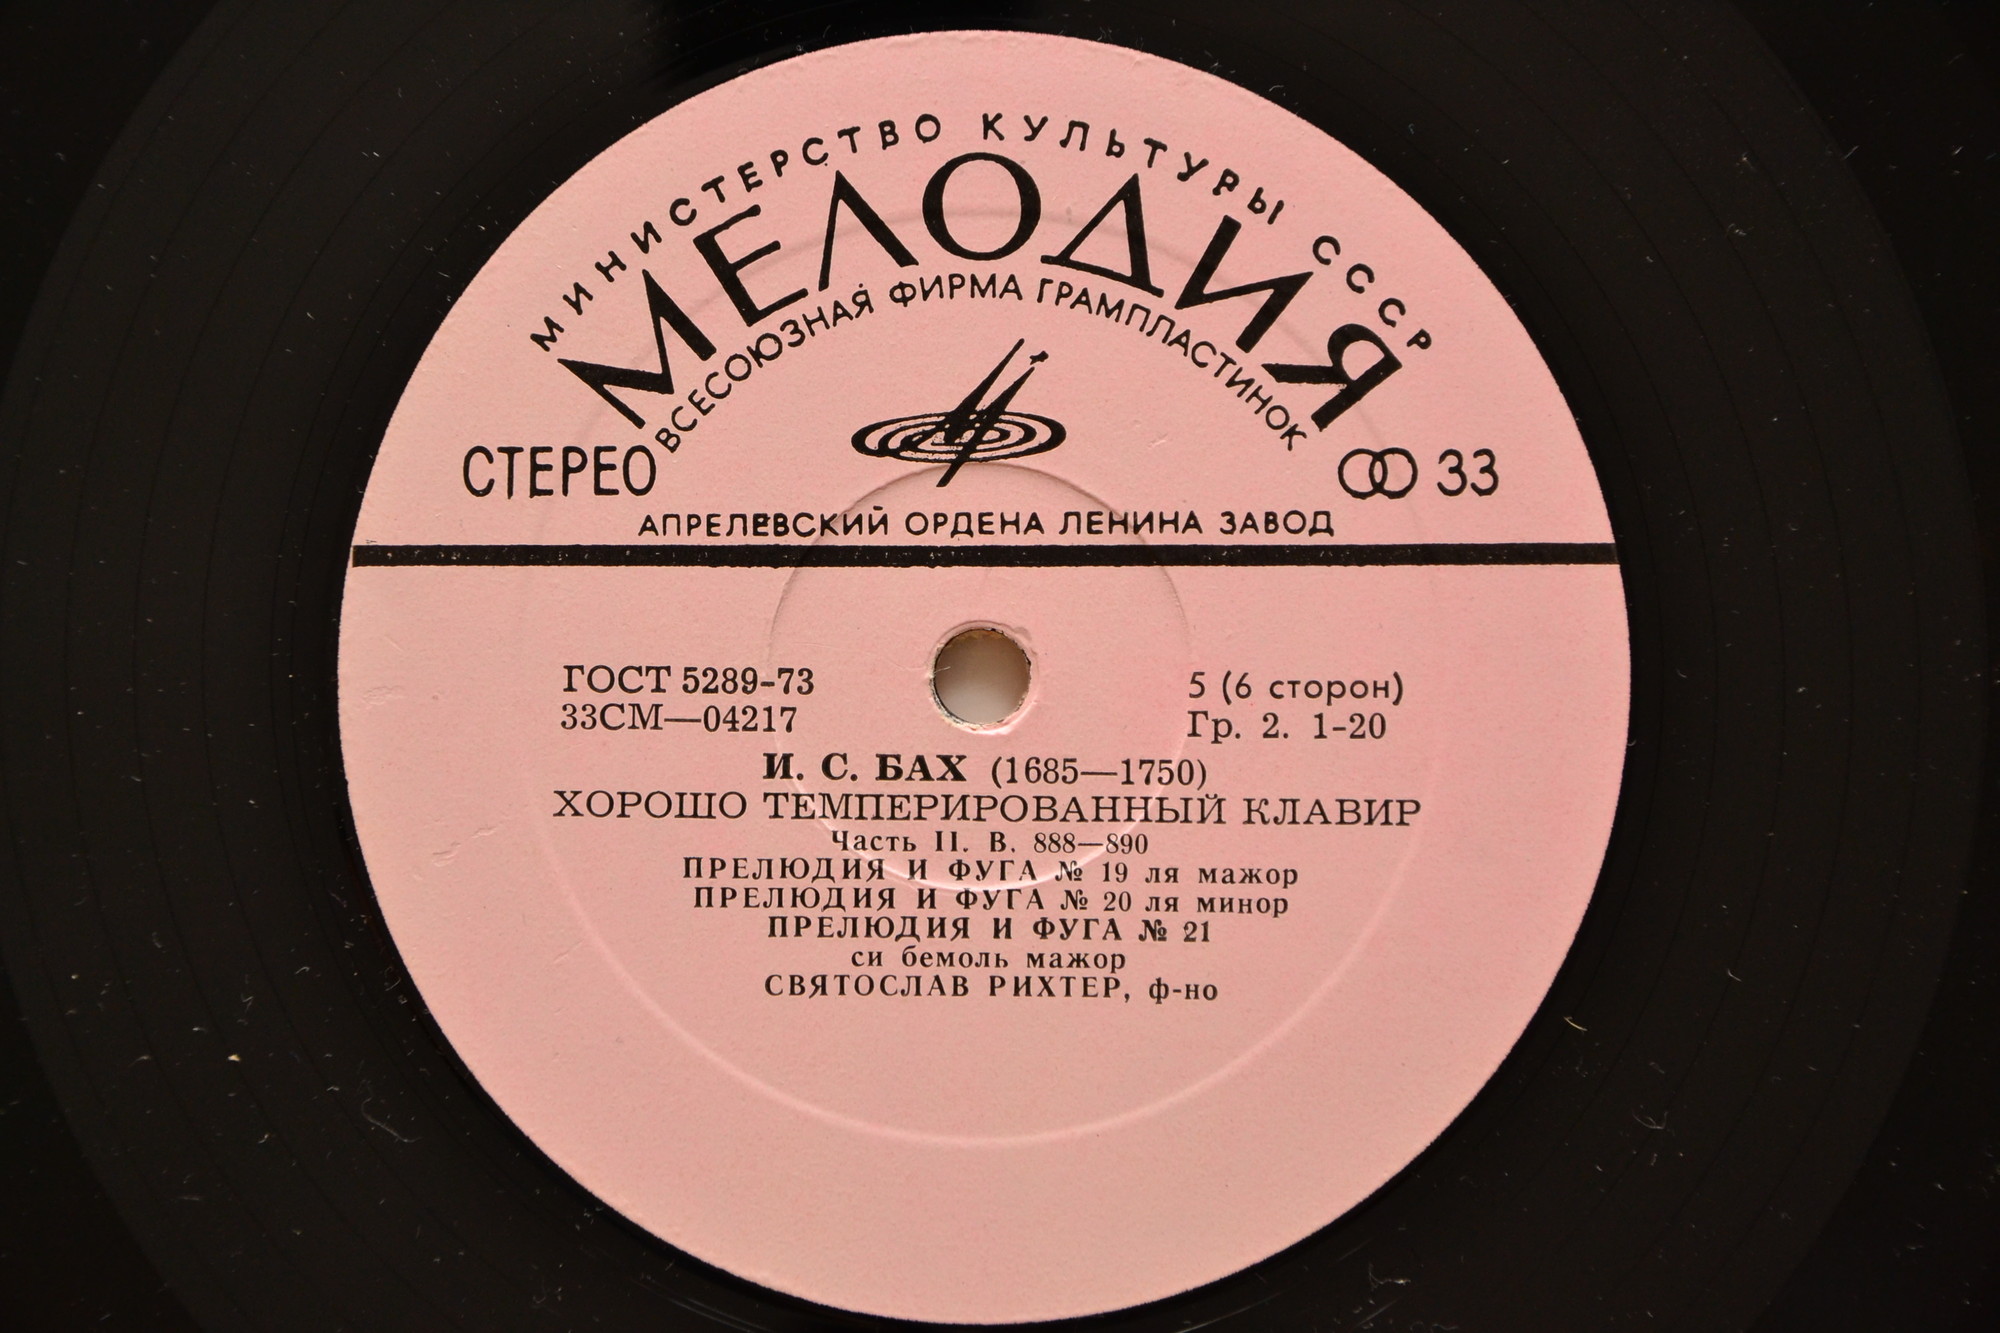 МИНИСТЕРСТВО КУЛЬТУРЫ СССР
МЕЛОДИЯ
ВСЕСОЮЗНАЯ ФИРМА ГРАМПЛАСТИНОК
СТЕРЕО
33
АПРЕЛЕВСКИЙ ОРДЕНА ЛЕНИНА ЗАВОД
ГОСТ 5289-73
5 (6 сторон)
33СМ—04217
Гр. 2. 1-20
И. С. БАХ (1685—1750)
ХОРОШО ТЕМПЕРИРОВАННЫЙ КЛАВИР
Часть II. В. 888—890
ПРЕЛЮДИЯ И ФУГА № 19 ля мажор
ПРЕЛЮДИЯ И ФУГА № 20 ля минор
ПРЕЛЮДИЯ И ФУГА № 21
си бемоль мажор
СВЯТОСЛАВ РИХТЕР, ф-но